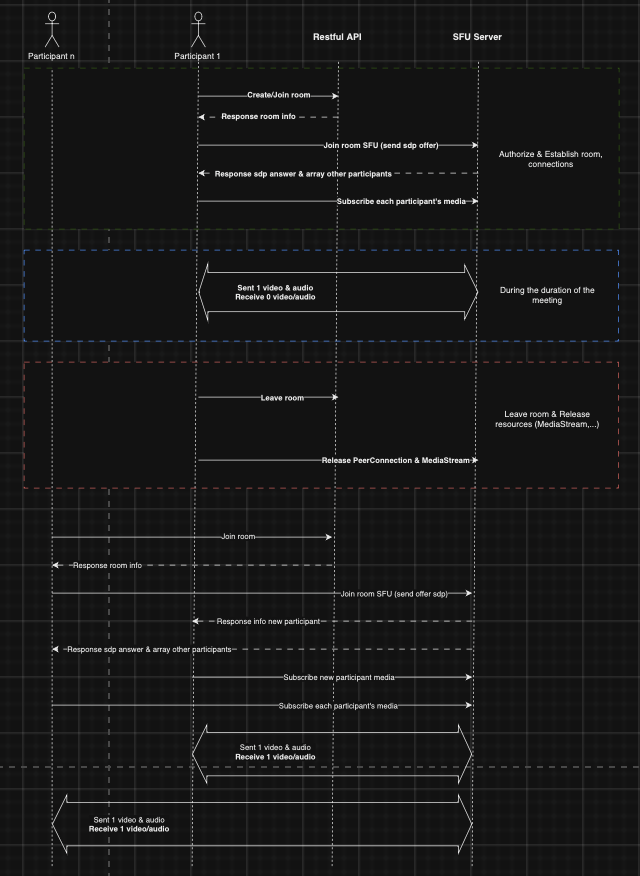 Restful API
SFU Server
Participant n
Participant 1
Create/Join room
Response room info
Join room SFU (send sdp offer)
Authorize & Establish room,
connections
Response sdp answer & array other participants
Subscribe each participant's media
Sent 1 video & audio
Receive 0 video/audio
During the duration of the
meeting
Leave room
Leave room & Release
resources (MediaStream,...)
Release PeerConnection & MediaStream
Join room
Response room info
Join room SFU (send offer sdp)
Response info new participant
Response sdp answer & array other participants
Subscribe new participant media
Subscribe each participant's media
Sent 1 video & audio
Receive 1 video/audio
Sent 1 video & audio
Receive 1 video/audio